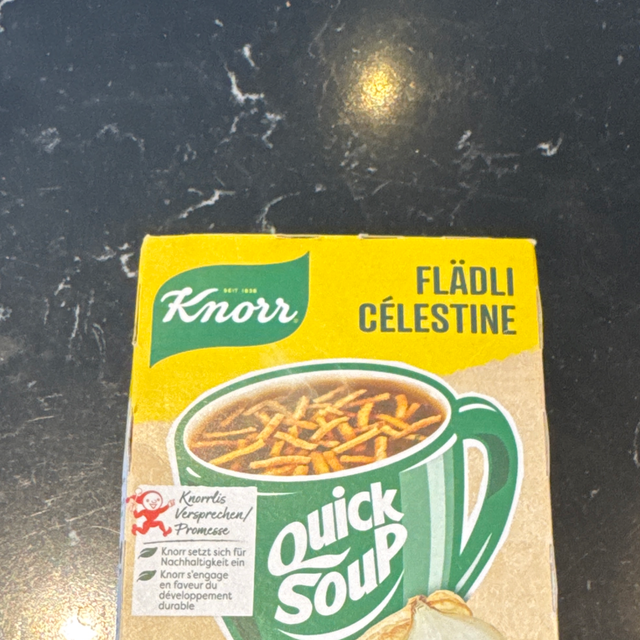 SEIT 1838
Knorr
FLÄDLI
CÉLESTINE
Quick
Soup
Knorrlis
Versprechen/
Promesse
Knorr setzt sich für
Nachhaltigkeit ein
Knorr s'engage
en faveur du
développement
durable